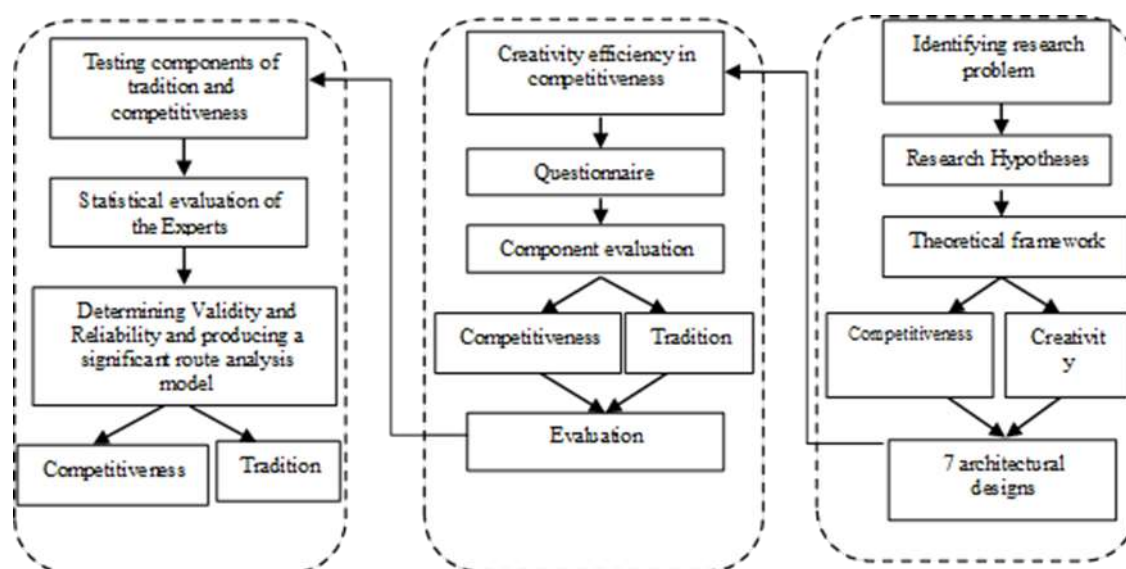 Testing components of
tradition and
competitiveness
Statistical evaluation of
the Experts
Determining Validity and
Reliability and producing a
significant route analysis
model
Competitiveness
Tradition
Creativity efficiency in
competitiveness
Questionnaire
Component evaluation
Competitiveness
Tradition
Evaluation
Identifying research
problem
Research Hypotheses
Theoretical framework
Competitiveness
Creativit
y
7 architectural
designs